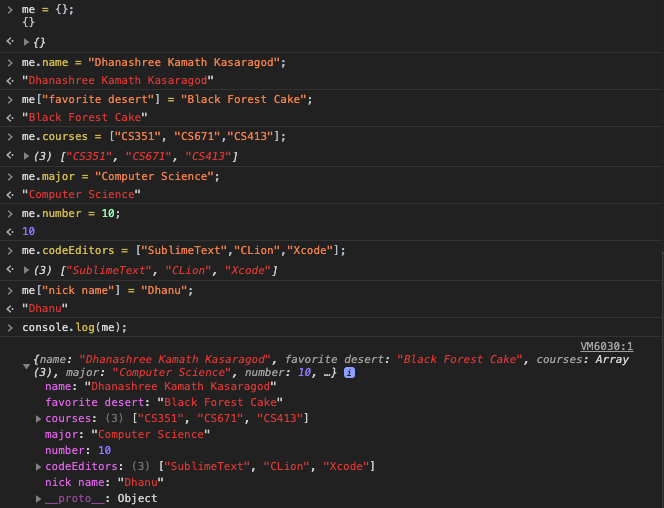 > me = {};
{}
<· ▶{}
> me.name = "Dhanashree Kamath Kasaragod";
<· "Dhanashree Kamath Kasaragod"
> me["favorite desert"] = "Black Forest Cake";
<· "Black Forest Cake"
> me.courses = ["CS351", "CS671","CS413"];
<· ▶(3) ["CS351", "CS671", "CS413"]
> me.major = "Computer Science";
<· "Computer Science"
> me.number = 10;
<· 10
> me.codeEditors = ["SublimeText","CLion","Xcode"];
<· ▶(3) ["SublimeText", "CLion", "Xcode"]
> me["nick name"] = "Dhanu";
<· "Dhanu"
> console.log(me);
VM6030:1
{name: "Dhanashree Kamath Kasaragod", favorite desert: "Black Forest Cake", courses: Array
▼(3), major: "Computer Science", number: 10, …} i
name: "Dhanashree Kamath Kasaragod"
favorite desert: "Black Forest Cake"
▶courses: (3) ["CS351", "CS671", "CS413"]
major: "Computer Science"
number: 10
▶codeEditors: (3) ["SublimeText", "CLion", "Xcode"]
nick name: "Dhanu"
▶__proto__: Object